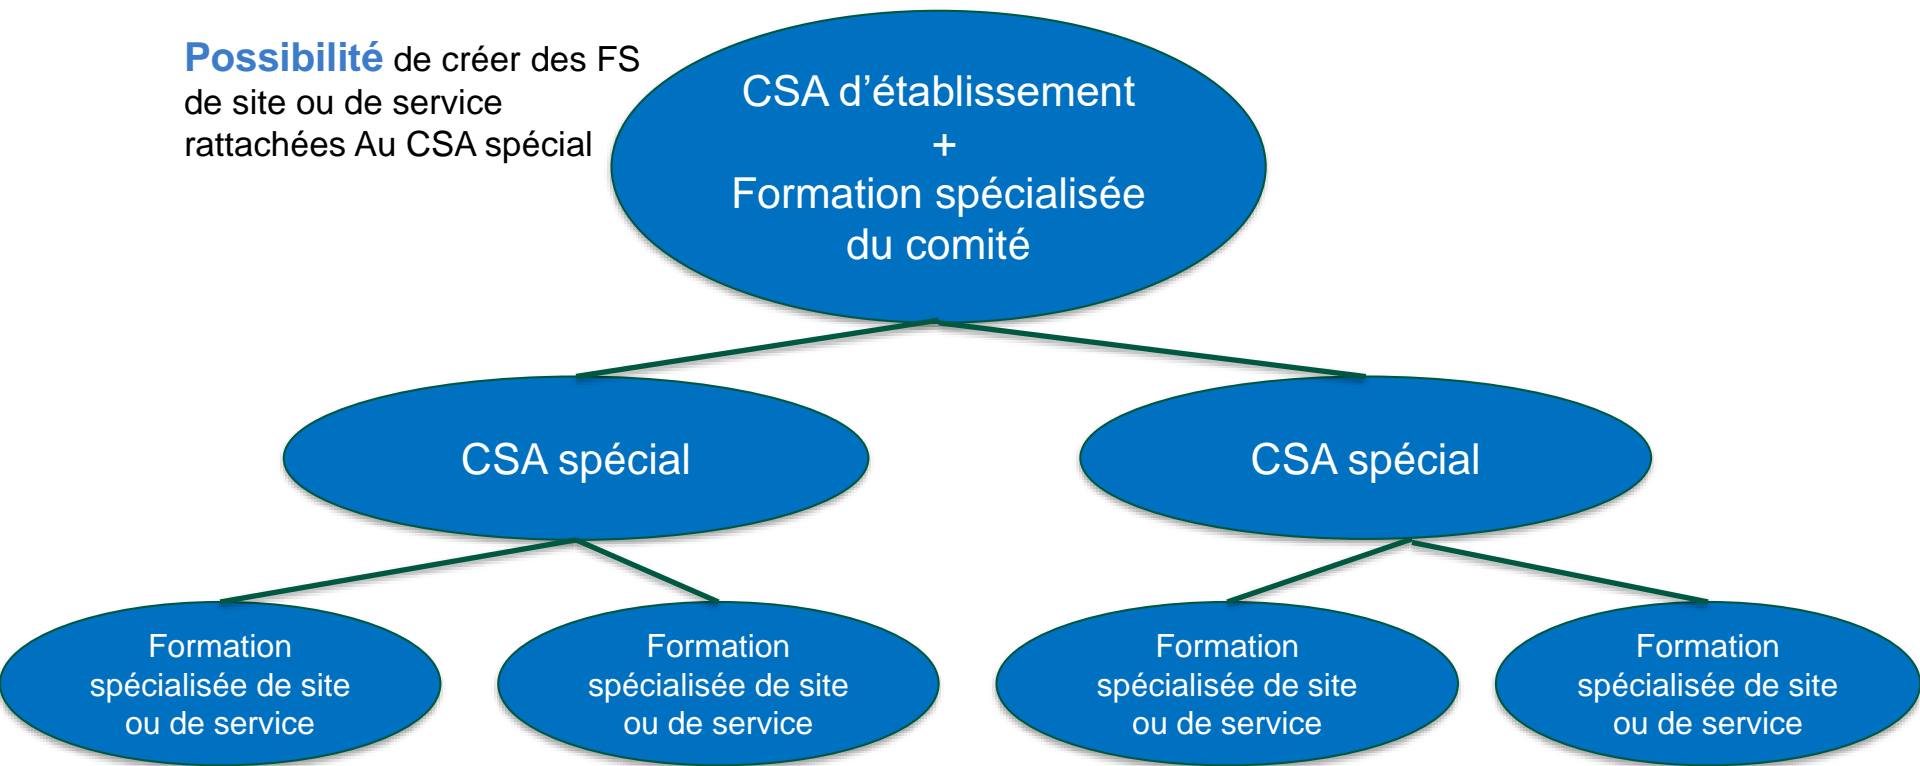 Possibilité de créer des FS
de site ou de service
rattachées Au CSA spécial
CSA d'établissement
+
Formation spécialisée
du comité
CSA spécial
CSA spécial
Formation
spécialisée de site
ou de service
Formation
spécialisée de site
ou de service
Formation
spécialisée de site
ou de service
Formation
spécialisée de site
ou de service